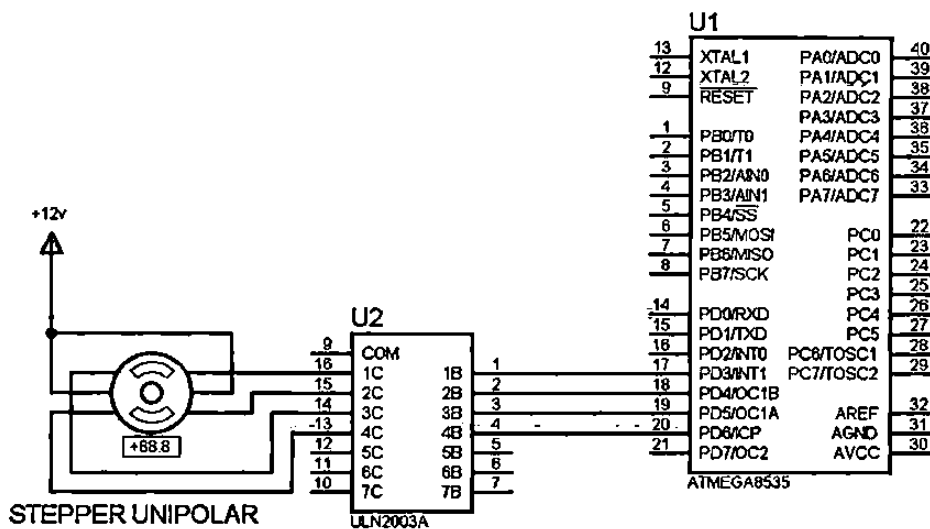 U1
13 XTAL1 PA0/ADC0 40
12 XTAL2 PA1/ADC1 39
9 RESET PA2/ADC2 38
PA3/ADC3 37
1 PB0/T0 PA4/ADC4 36
2 PB1/T1 PA5/ADC5 35
3 PB2/AIN0 PA6/ADC6 34
4 PB3/AIN1 PA7/ADC7 33
5 PB4/SS
6 PB5/MOSI PC0 22
7 PB6/MISO PC1 23
8 PB7/SCK PC2 24
PC3 25
14 PD0/RXD PC4 26
15 PD1/TXD PC5 27
16 PD2/INT0 PC6/TOSC1 28
17 PD3/INT1 PC7/TOSC2 29
18 PD4/OC1B
19 PD5/OC1A AREF 32
20 PD6/ICP AGND 31
21 PD7/OC2 AVCC 30
ATMEGA8535
+12v
U2
9 COM
16 1C 1B 1
15 2C 2B 2
14 3C 3B 3
13 4C 4B 4
12 5C 5B 5
11 6C 6B 6
10 7C 7B 7
ULN2003A
+88.8
STEPPER UNIPOLAR